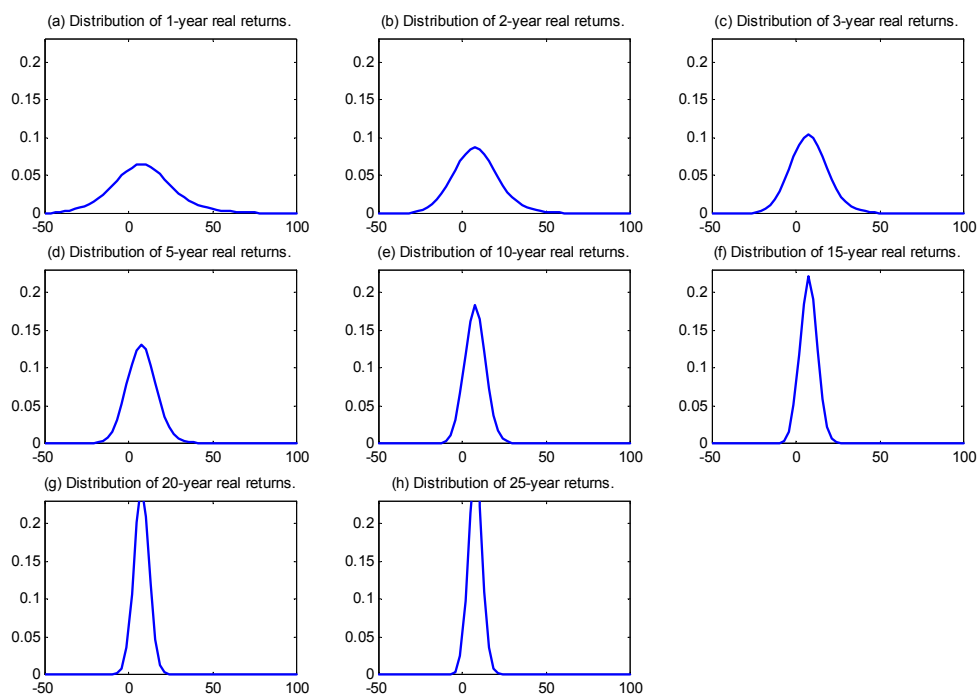 (a) Distribution of 1-year real returns.
0.2
0.15
0.1
0.05
0
-50 0 50 100
(b) Distribution of 2-year real returns.
0.2
0.15
0.1
0.05
0
-50 0 50 100
(c) Distribution of 3-year real returns.
0.2
0.15
0.1
0.05
0
-50 0 50 100
(d) Distribution of 5-year real returns.
0.2
0.15
0.1
0.05
0
-50 0 50 100
(e) Distribution of 10-year real returns.
0.2
0.15
0.1
0.05
0
-50 0 50 100
(f) Distribution of 15-year real returns.
0.2
0.15
0.1
0.05
0
-50 0 50 100
(g) Distribution of 20-year real returns.
0.2
0.15
0.1
0.05
0
-50 0 50 100
(h) Distribution of 25-year returns.
0.2
0.15
0.1
0.05
0
-50 0 50 100